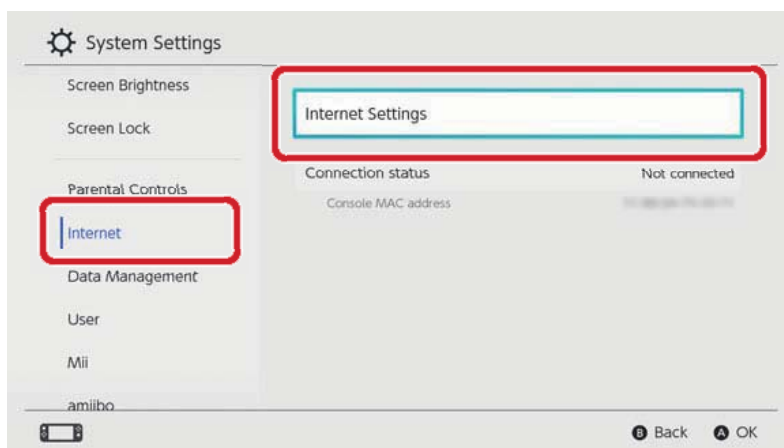 System Settings
Screen Brightness
Screen Lock
Parental Controls
Internet
Data Management
User
Mii
amiibo
Internet Settings
Connection status Not connected
Console MAC address
B Back A OK